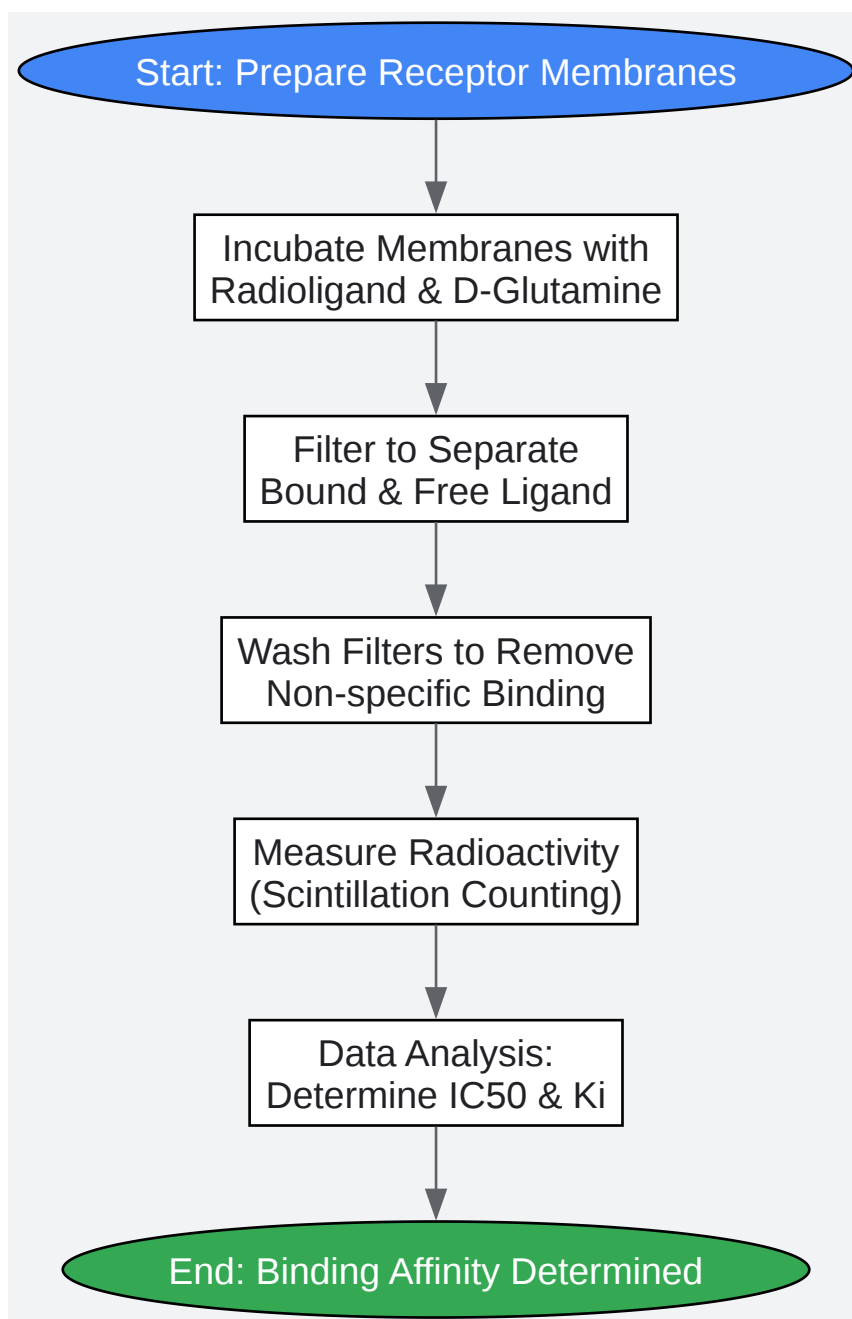 Start: Prepare Receptor Membranes
Incubate Membranes with
Radioligand & D-Glutamine
Filter to Separate
Bound & Free Ligand
Wash Filters to Remove
Non-specific Binding
Measure Radioactivity
(Scintillation Counting)
Data Analysis:
Determine IC50 & Ki
End: Binding Affinity Determined